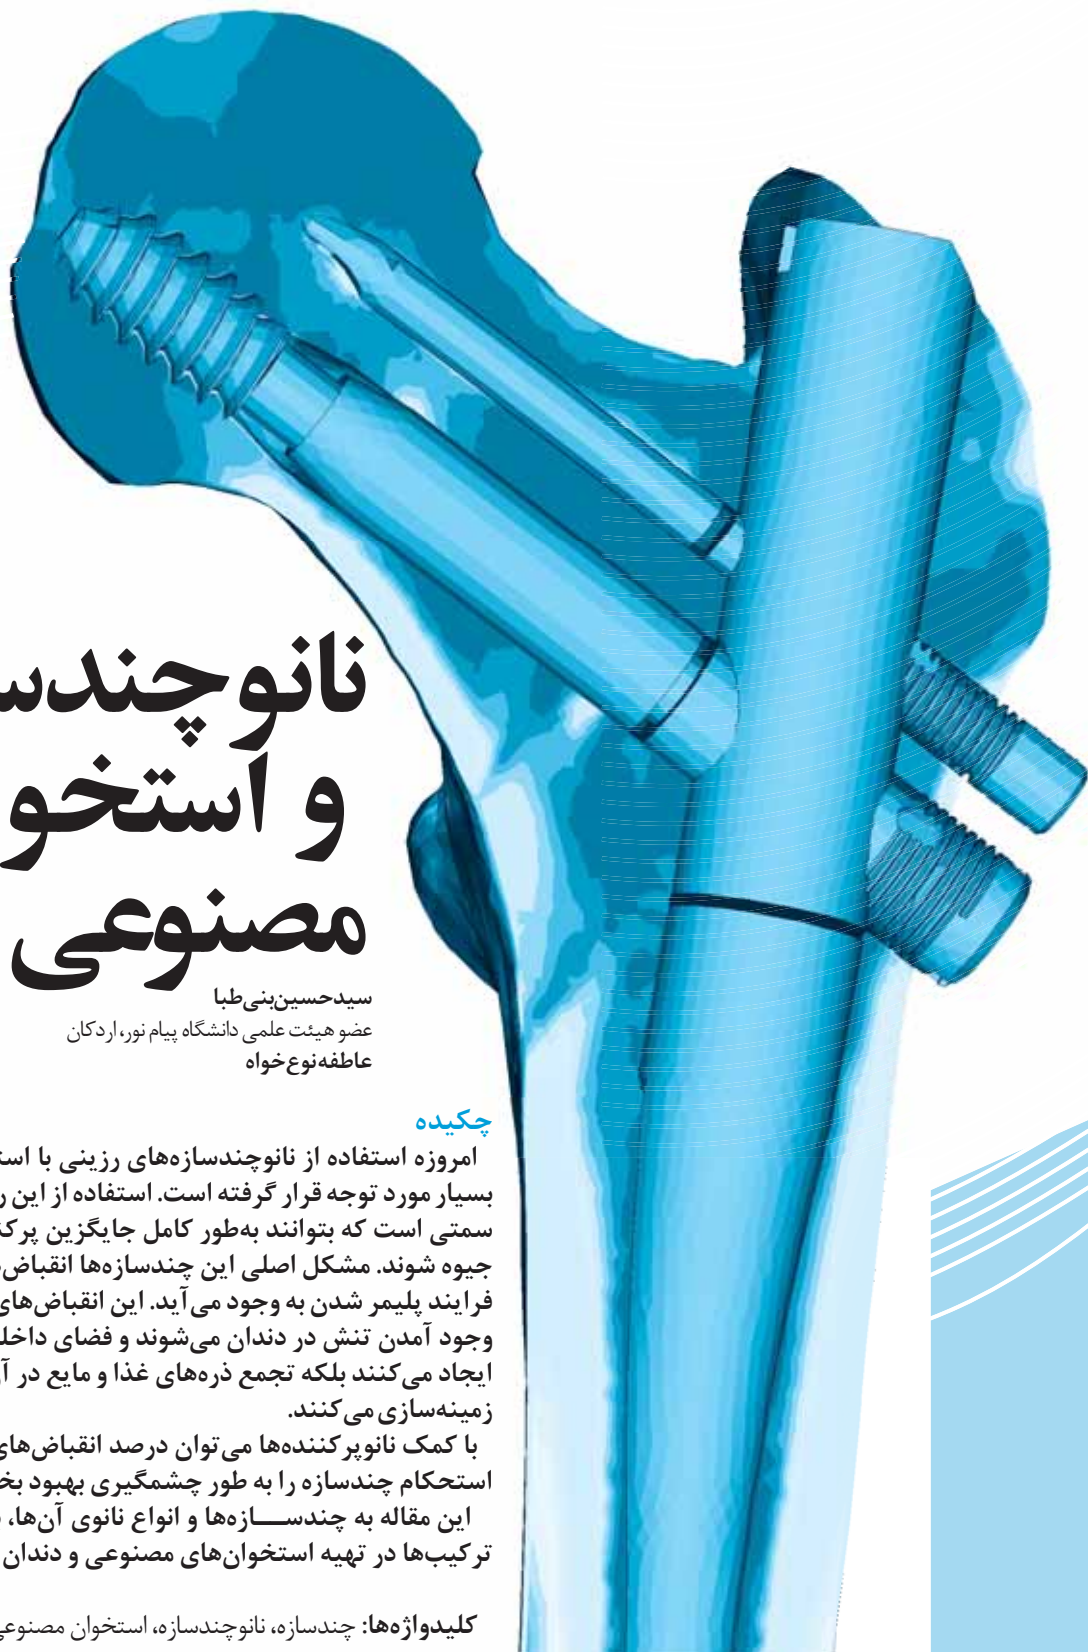 نانوچندس
و استخو
مصنوعی
سیدحسین‌بنی‌طبا
عضو هیئت علمی دانشگاه پیام نور، اردکان
عاطفه‌نوع‌خواه
چکیده
امروزه استفاده از نانوچندسازه‌های رزینی با است
بسیار مورد توجه قرار گرفته است. استفاده از این ر
سمتی است که بتوانند به‌طور کامل جایگزین پرکن
جیوه شوند. مشکل اصلی این چندسازه‌ها انقباض‌
فرایند پلیمر شدن به وجود می‌آید. این انقباض‌های
وجود آمدن تنش در دندان می‌شوند و فضای داخل
ایجاد می‌کنند بلکه تجمع ذره‌های غذا و مایع در آ
زمینه‌سازی می‌کنند.
با کمک نانوپرکننده‌ها می‌توان درصد انقباض‌های
استحکام چندسازه را به طور چشمگیری بهبود بخ
این مقاله به چندســـازه‌ها و انواع نانوی آن‌ها،
ترکیب‌ها در تهیه استخوان‌های مصنوعی و دندان
کلیدواژه‌ها: چندسازه، نانوچندسازه، استخوان مصنوعی